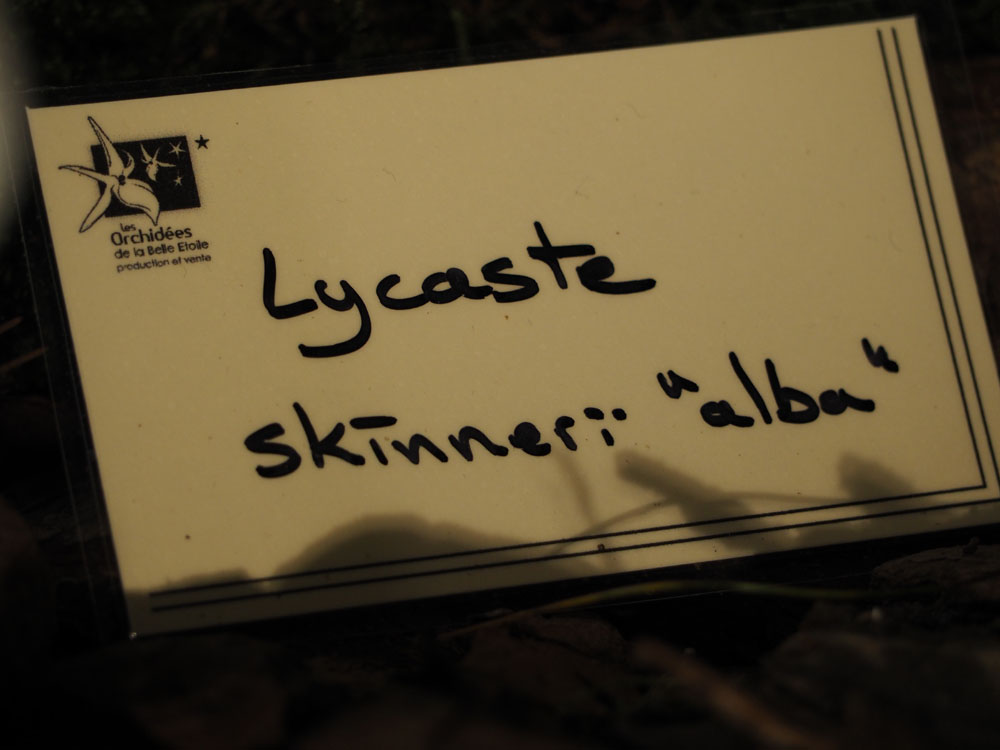 les
Orchidées
de la Belle Etoile
production et vente
Lycaste
skinneri "alba"